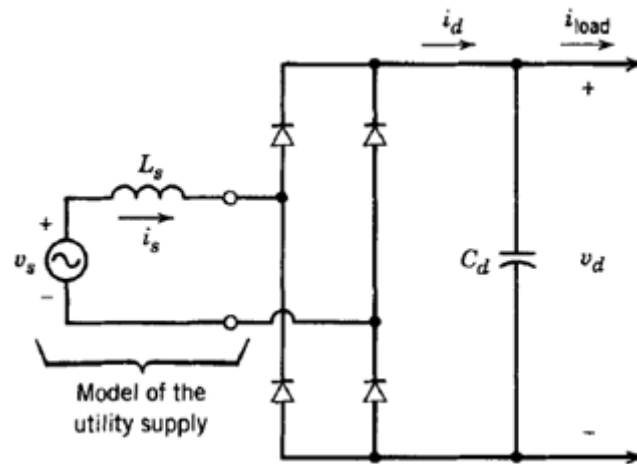 i_d
i_load
+
L_s
+
i_s
v_s
C_d
v_d
−
Model of the
utility supply
−